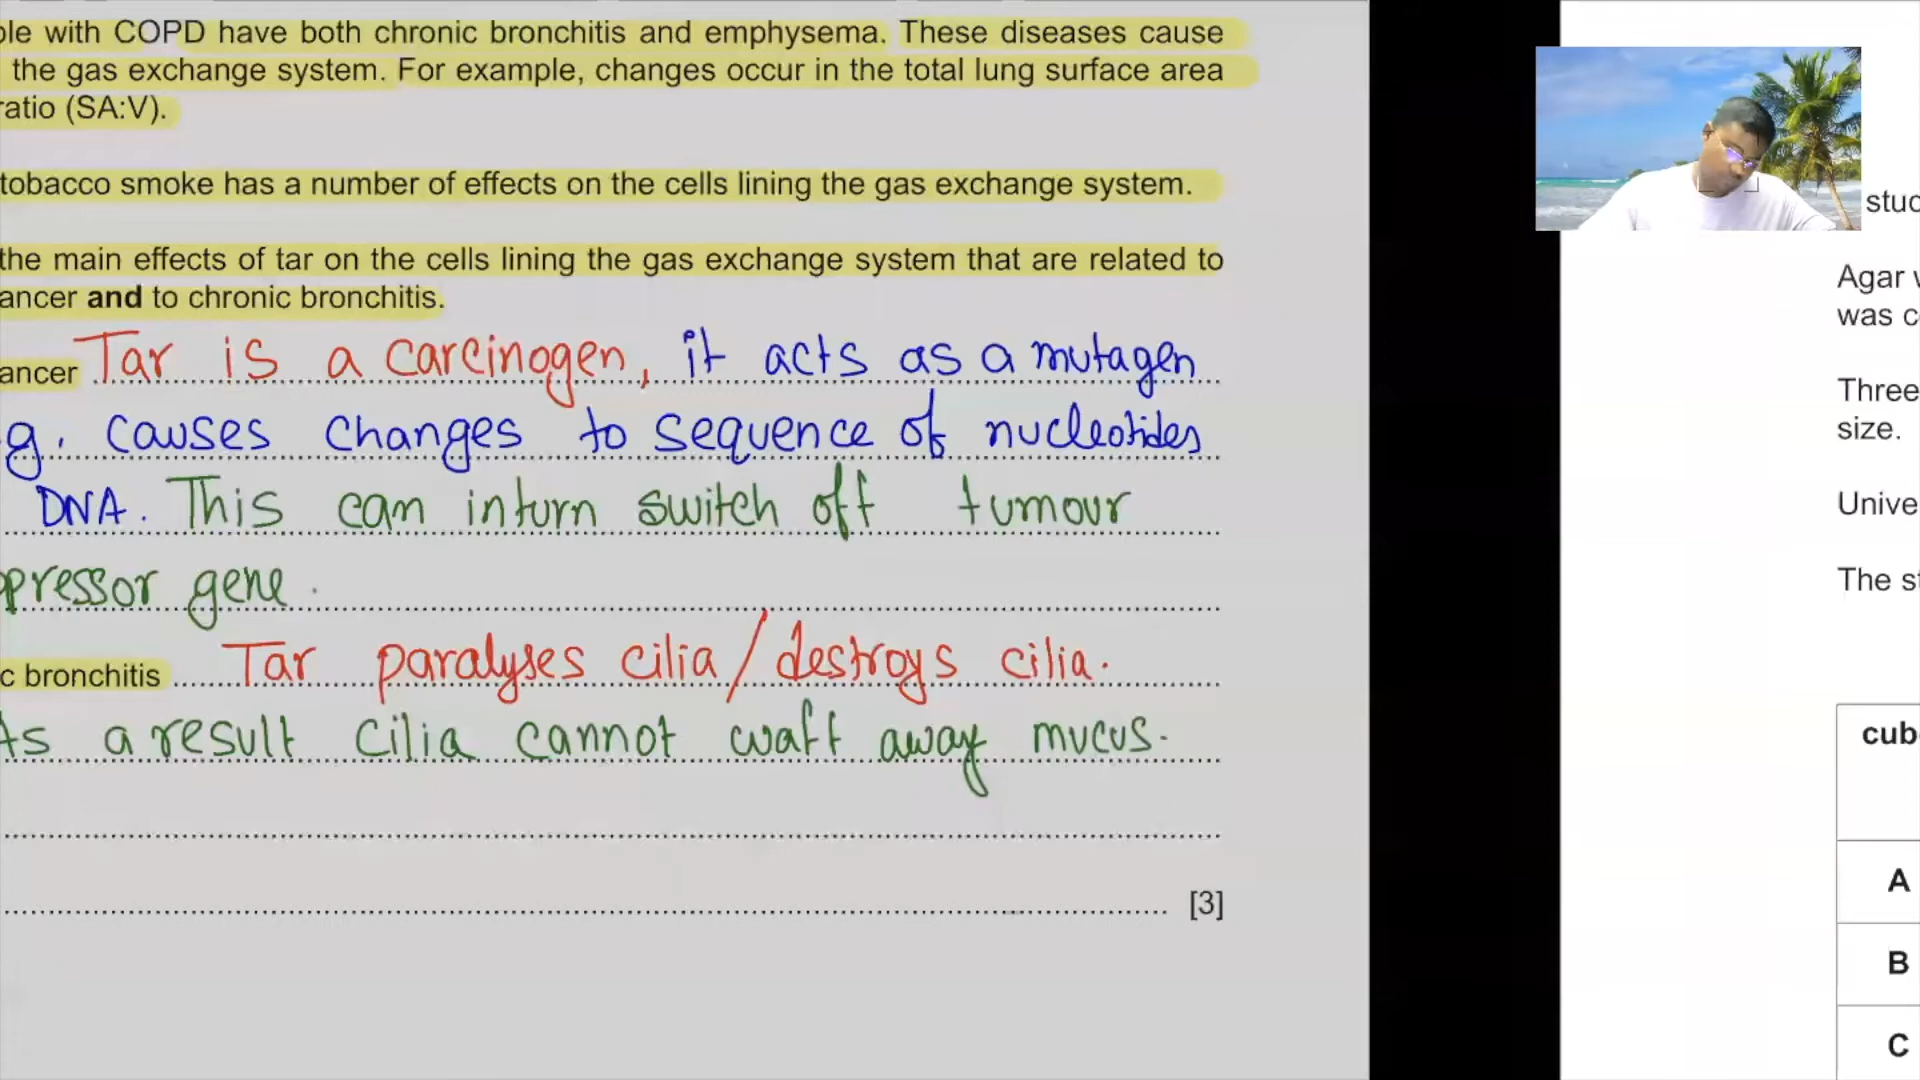 ple with COPD have both chronic bronchitis and emphysema. These diseases cause
the gas exchange system. For example, changes occur in the total lung surface area
ratio (SA:V).
tobacco smoke has a number of effects on the cells lining the gas exchange system.
the main effects of tar on the cells lining the gas exchange system that are related to
ancer and to chronic bronchitis.
ancer Tar is a carcinogen, it acts as a mutagen
g. causes changes to sequence of nucleotides
DNA. This can inturn switch off tumour
ppressor gene.
c bronchitis Tar paralyses cilia/destroys cilia.
As a result cilia cannot waft away mucus.
[3]
stud
Agar w
was c
Three
size.
Unive
The st
cub
A
B
C